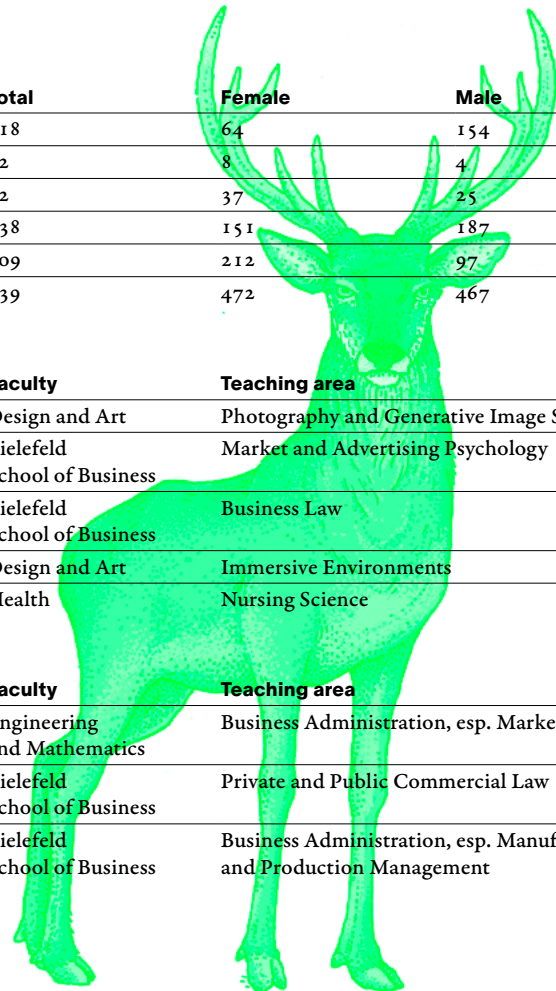 otal Female Male
18 64 154
2 8 4
2 37 25
38 151 187
09 212 97
39 472 467
aculty Teaching area
Design and Art Photography and Generative Image S
ielefeld Market and Advertising Psychology
chool of Business
ielefeld Business Law
chool of Business
Design and Art Immersive Environments
Health Nursing Science
aculty Teaching area
ngineering Business Administration, esp. Marke
nd Mathematics
ielefeld Private and Public Commercial Law
chool of Business
ielefeld Business Administration, esp. Manuf
chool of Business and Production Management